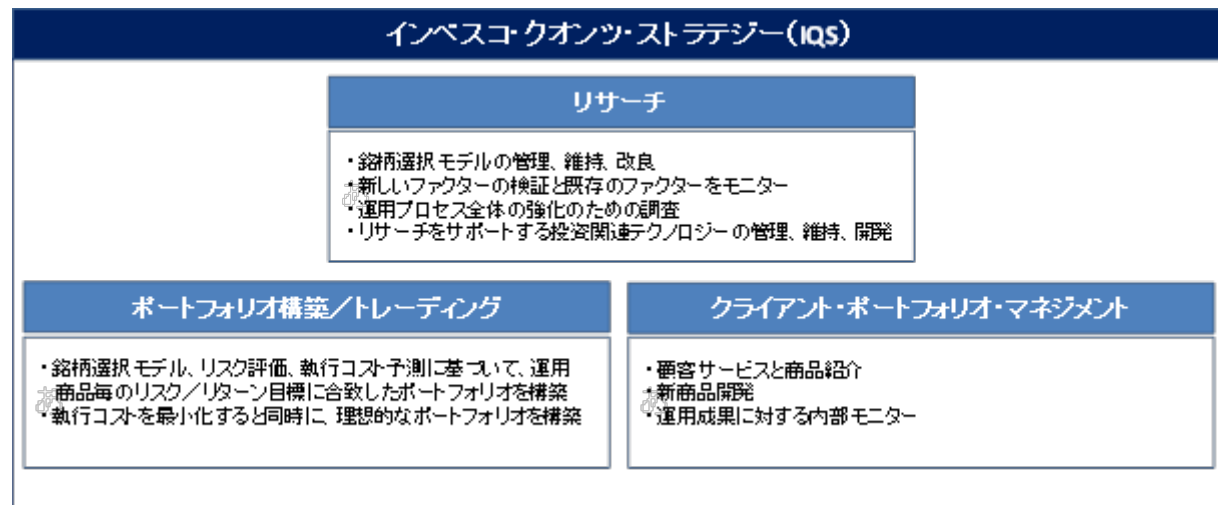 インベスコ・クオンツ・ストラテジー(IQS)
リサーチ
・銘柄選択モデルの管理、維持、改良
・新しいファクターの検証と既存のファクターをモニター
・運用プロセス全体の強化のための調査
・リサーチをサポートする投資関連テクノロジーの管理、維持、開発
ポートフォリオ構築/トレーディング
・銘柄選択モデル、リスク評価、執行コスト予測に基づいて、運用
商品毎のリスク/リターン目標に合致したポートフォリオを構築
・執行コストを最小化すると同時に、理想的なポートフォリオを構築
クライアント・ポートフォリオ・マネジメント
・顧客サービスと商品紹介
・新商品開発
・運用成果に対する内部モニター
あ
あ
あ